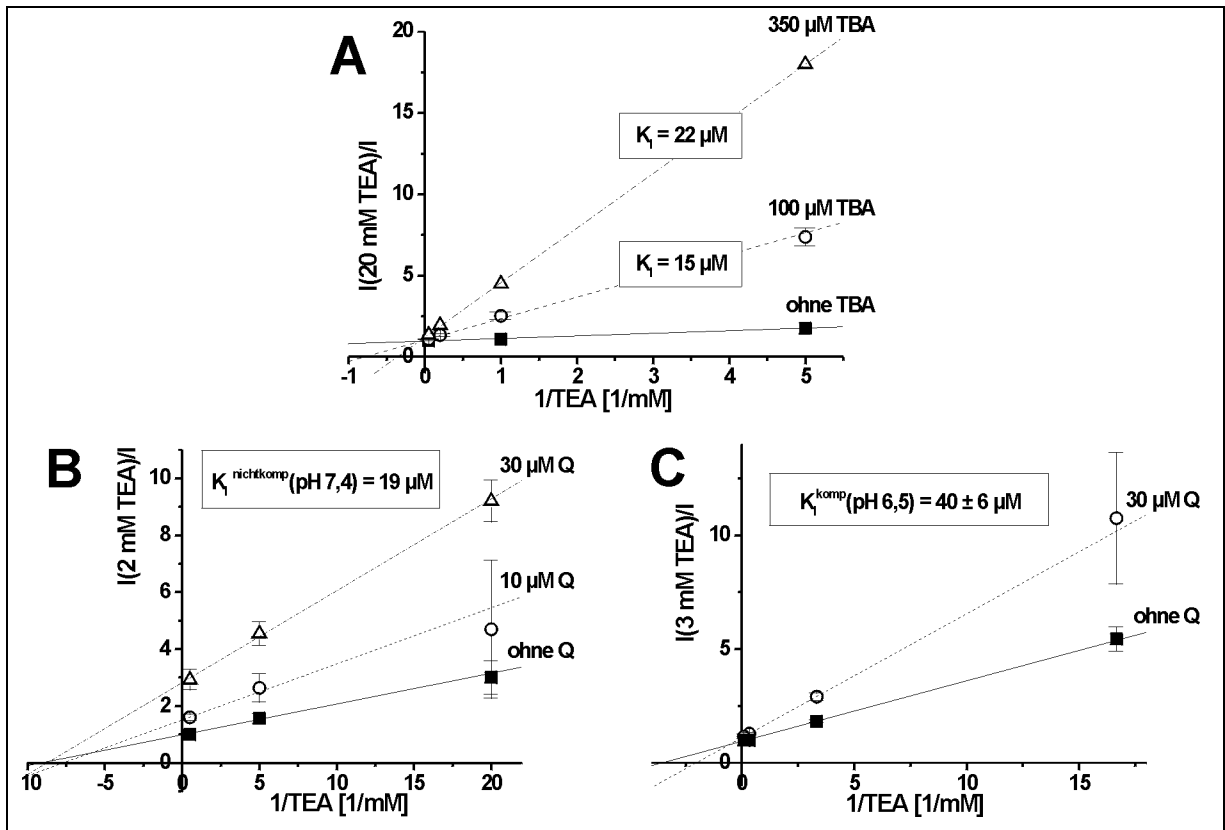 A
350 µM TBA
20
15
10
5
0
I(20 mM TEA)/I
K_I = 22 µM
100 µM TBA
K_I = 15 µM
ohne TBA
-1 0 1 2 3 4 5
1/TEA [1/mM]
B
K_I^nichtkomp(pH 7,4) = 19 µM
30 µM Q
10
8
6
4
2
0
I(2 mM TEA)/I
10 µM Q
ohne Q
10 -5 0 5 10 15 20
1/TEA [1/mM]
C
K_I^komp(pH 6,5) = 40 ± 6 µM
30 µM Q
10
5
0
I(3 mM TEA)/I
ohne Q
0 5 10 15
1/TEA [1/mM]